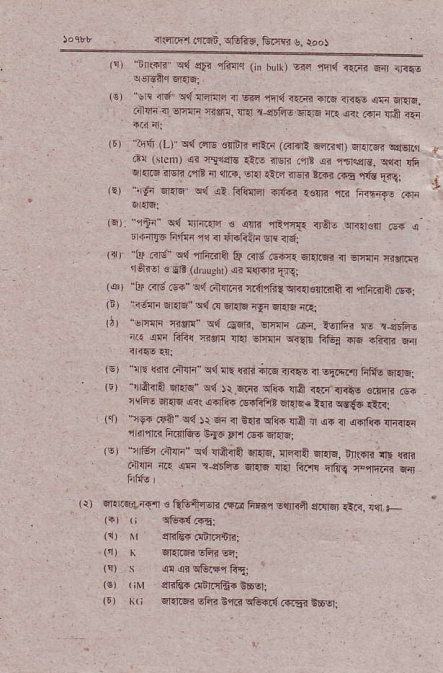 ১০৭৮৮ বাংলাদেশ গেজেট, অতিরিক্ত, ডিসেম্বর ৬, ২০০১
(ঘ) “ট্যাংকার” অর্থ প্রচুর পরিমাণ (in bulk) তরল পদার্থ বহনের জন্য ব্যবহৃত
অভ্যন্তরীণ জাহাজ;
(ঙ) “ডাম্ব বার্জ” অর্থ মালামাল বা তরল পদার্থ বহনের কাজে ব্যবহৃত এমন জাহাজ,
নৌযান বা ভাসমান সরঞ্জাম, যাহা স্ব-প্রচলিত জাহাজ নহে এবং কোন যাত্রী বহন
করে না;
(চ) “দৈর্ঘ্য (L)” অর্থ লোড ওয়াটার লাইনে (বোঝাই জলরেখা) জাহাজের অগ্রভাগে
ষ্টেম (stem) এর সম্মুখপ্রান্ত হইতে রাডার পোষ্ট এর পশ্চাৎপ্রান্ত, অথবা যদি
জাহাজে রাডার পোষ্ট না থাকে, তাহা হইলে রাডার ষ্টকের কেন্দ্র পর্যন্ত দূরত্ব;
(ছ) “নতুন জাহাজ” অর্থ এই বিধিমালা কার্যকর হওয়ার পরে নিবন্ধনকৃত কোন
জাহাজ;
(জ) “পন্টুন” অর্থ ম্যানহোল ও এয়ার পাইপসমূহ ব্যতীত আবহাওয়া ডেক এ
ঢাকনাযুক্ত নির্গমন পথ বা ফাঁকবিহীন ডাম্ব বার্জ;
(ঝ) “ফ্রি বোর্ড” অর্থ পানিরোধী ফ্রি বোর্ড ডেকসহ জাহাজের বা ভাসমান সরঞ্জামের
গভীরতা ও ড্রাফ্ট (draught) এর মধ্যকার দূরত্ব;
(ঞ) “ফ্রি বোর্ড ডেক” অর্থ নৌযানের সর্বোপরিস্থ আবহাওয়ারোধী বা পানিরোধী ডেক;
(ট) “বর্তমান জাহাজ” অর্থ যে জাহাজ নতুন জাহাজ নহে;
(ঠ) “ভাসমান সরঞ্জাম” অর্থ ড্রেজার, ভাসমান ক্রেন, ইত্যাদির মত স্ব-প্রচলিত
নহে এমন বিবিধ সরঞ্জাম যাহা ভাসমান অবস্থায় বিভিন্ন কাজ করিবার জন্য
ব্যবহৃত হয়;
(ড) “মাছ ধরার নৌযান” অর্থ মাছ ধরার কাজে ব্যবহৃত বা তদুদ্দেশ্যে নির্মিত জাহাজ;
(ঢ) “যাত্রীবাহী জাহাজ” অর্থ ১২ জনের অধিক যাত্রী বহনে ব্যবহৃত ওয়েদার ডেক
সম্বলিত জাহাজ এবং একাধিক ডেকবিশিষ্ট জাহাজও ইহার অন্তর্ভুক্ত হইবে;
(ণ) “সড়ক ফেরী” অর্থ ১২ জন বা উহার অধিক যাত্রী বা এক বা একাধিক যানবাহন
পারাপারে নিয়োজিত উন্মুক্ত ফ্লাশ ডেক জাহাজ;
(ত) “সার্ভিস নৌযান” অর্থ যাত্রীবাহী জাহাজ, মালবাহী জাহাজ, ট্যাংকার মাছ ধরার
নৌযান নহে এমন স্ব-প্রচলিত জাহাজ যাহা বিশেষ দায়িত্ব সম্পাদনের জন্য
নির্মিত।
(২) জাহাজের নকশা ও স্থিতিশীলতার ক্ষেত্রে নিম্নরূপ তথ্যাবলী প্রযোজ্য হইবে, যথা ঃ—
(ক) G অভিকর্ষ কেন্দ্র;
(খ) M প্রারম্ভিক মেটাসেন্টার;
(গ) K জাহাজের তলির তল;
(ঘ) S এম এর অভিক্ষেপ বিন্দু;
(ঙ) GM প্রারম্ভিক মেটাসেন্ট্রিক উচ্চতা;
(চ) KG জাহাজের তলির উপরে অভিকর্ষ কেন্দ্রের উচ্চতা;